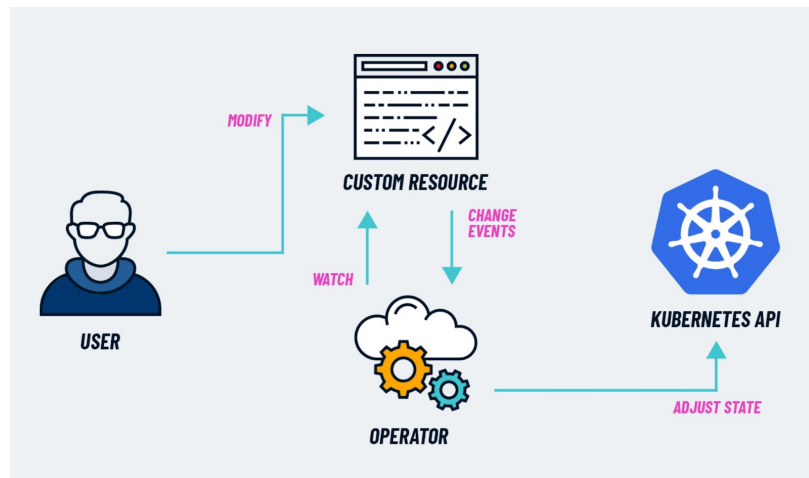 MODIFY
CUSTOM RESOURCE
CHANGE
EVENTS
WATCH
USER
KUBERNETES API
ADJUST STATE
OPERATOR